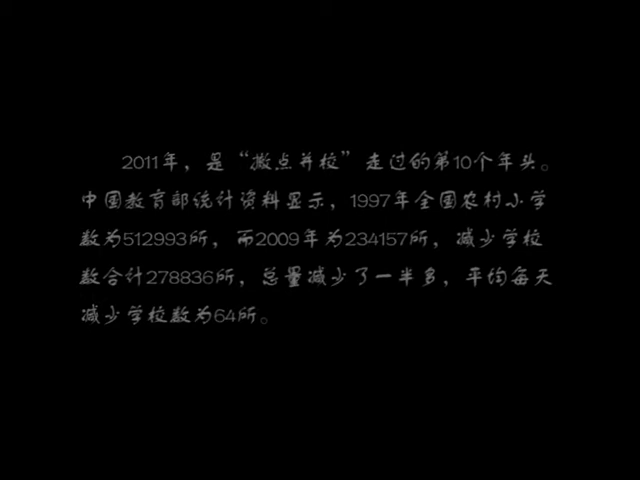 2011年，是“撤点并校”走过的第10个年头。
中国教育部统计资料显示，1997年全国农村小学
数为512993所，而2009年为234157所，减少学校
数合计278836所，总量减少了一半多，平均每天
减少学校数为64所。